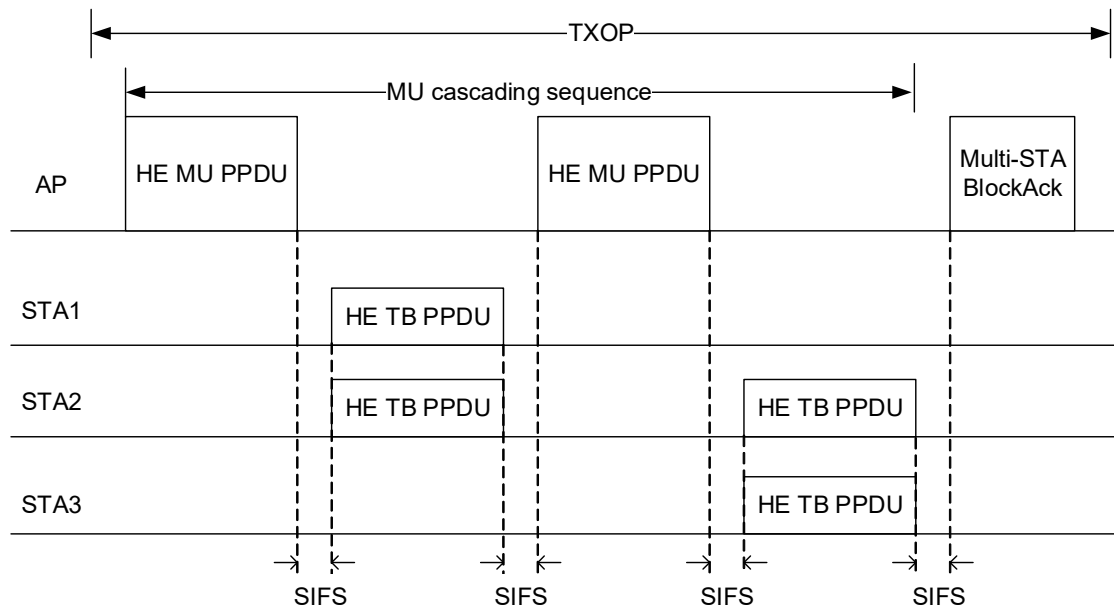 TXOP
MU cascading sequence
AP
HE MU PPDU
HE MU PPDU
Multi-STA
BlockAck
STA1
HE TB PPDU
STA2
HE TB PPDU
HE TB PPDU
STA3
HE TB PPDU
SIFS
SIFS
SIFS
SIFS